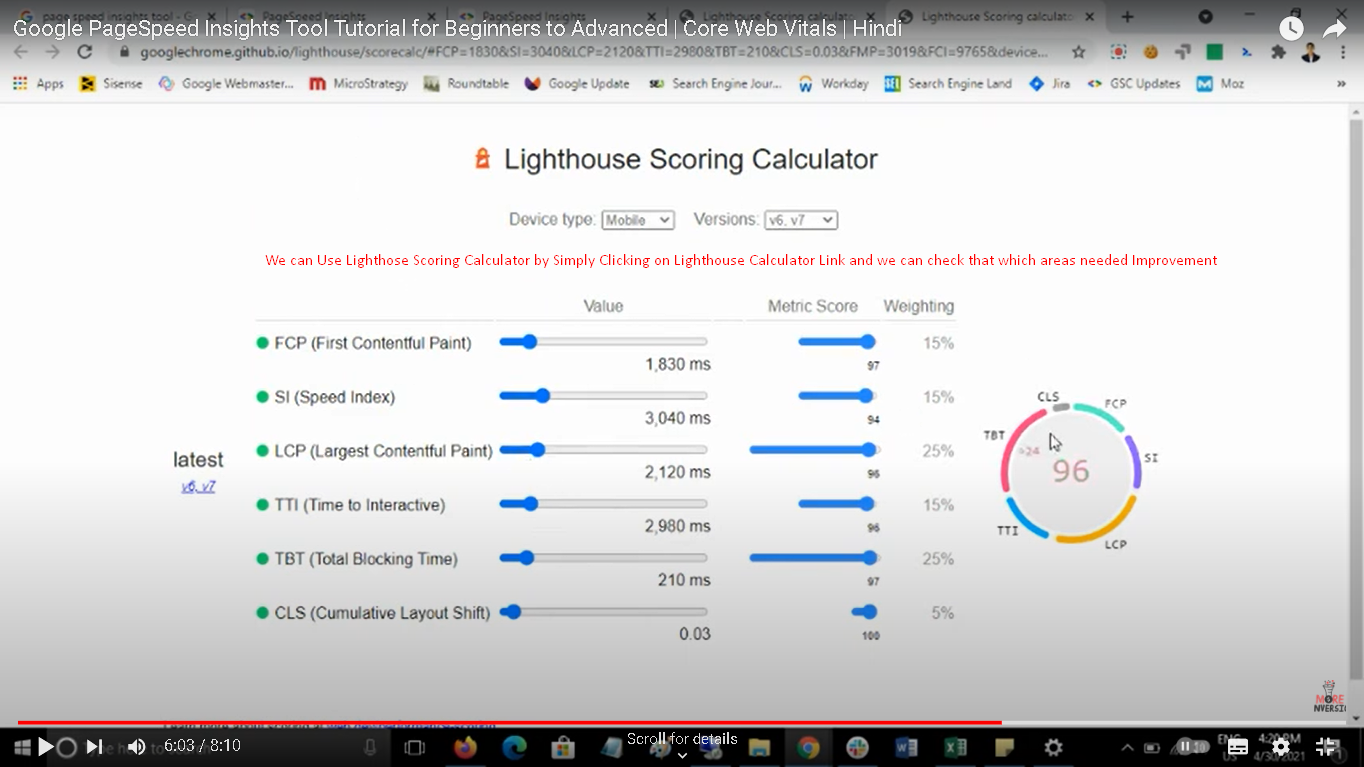 Google PageSpeed Insights Tool Tutorial for Beginners to Advanced | Core Web Vitals | Hindi
googlechrome.github.io/lighthouse/scorecalc/#FCP=1830&SI=3040&LCP=2120&TTI=2980&TBT=210&CLS=0.03&FMP=3019&FCI=9765&device...
Apps Sisense Google Webmaster... MicroStrategy Roundtable Google Update Search Engine Jour... Workday Search Engine Land Jira GSC Updates Moz »
Lighthouse Scoring Calculator
Device type: Mobile Versions: v6, v7
We can Use Lighthose Scoring Calculator by Simply Clicking on Lighthouse Calculator Link and we can check that which areas needed Improvement
Value Metric Score Weighting
FCP (First Contentful Paint) 15%
1,830 ms 97
SI (Speed Index) 15%
3,040 ms 94
LCP (Largest Contentful Paint) 25%
2,120 ms 96
TTI (Time to Interactive) 15%
2,980 ms 96
TBT (Total Blocking Time) 25%
210 ms 97
CLS (Cumulative Layout Shift) 5%
0.03 100
latest
v6, v7
CLS
FCP
TBT
SI
+24
96
TTI
LCP
6:03 / 8:10
Scroll for details
ENG
4:20 PM
US
4/30/2021